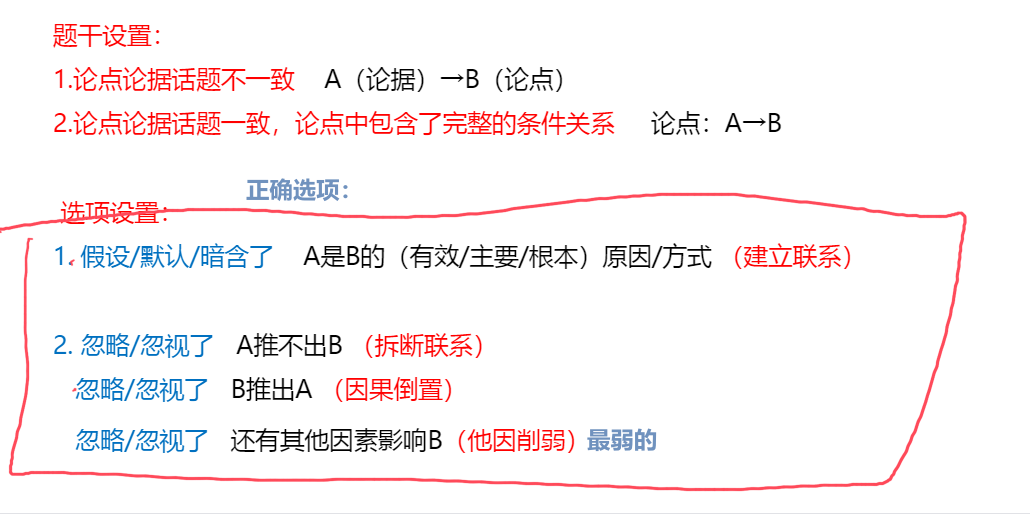 题干设置：
1.论点论据话题不一致 A（论据）→B（论点）
2.论点论据话题一致，论点中包含了完整的条件关系 论点：A→B
正确选项：
选项设置：
1. 假设/默认/暗含了 A是B的（有效/主要/根本）原因/方式 （建立联系）
2. 忽略/忽视了 A推不出B （拆断联系）
忽略/忽视了 B推出A （因果倒置）
忽略/忽视了 还有其他因素影响B（他因削弱）最弱的